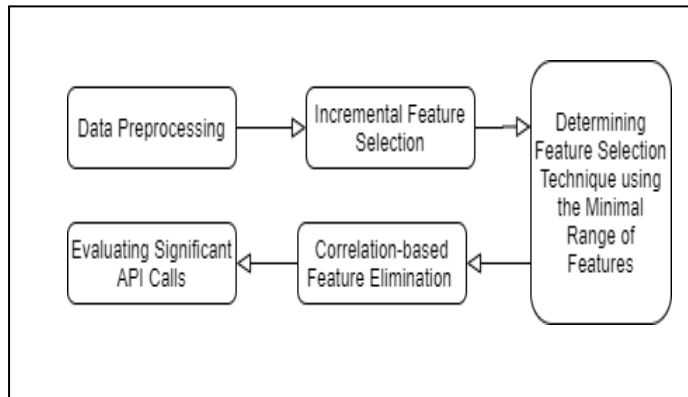 Data Preprocessing
Incremental Feature
Selection
Determining
Feature Selection
Technique using
the Minimal
Range of
Features
Correlation-based
Feature Elimination
Evaluating Significant
API Calls